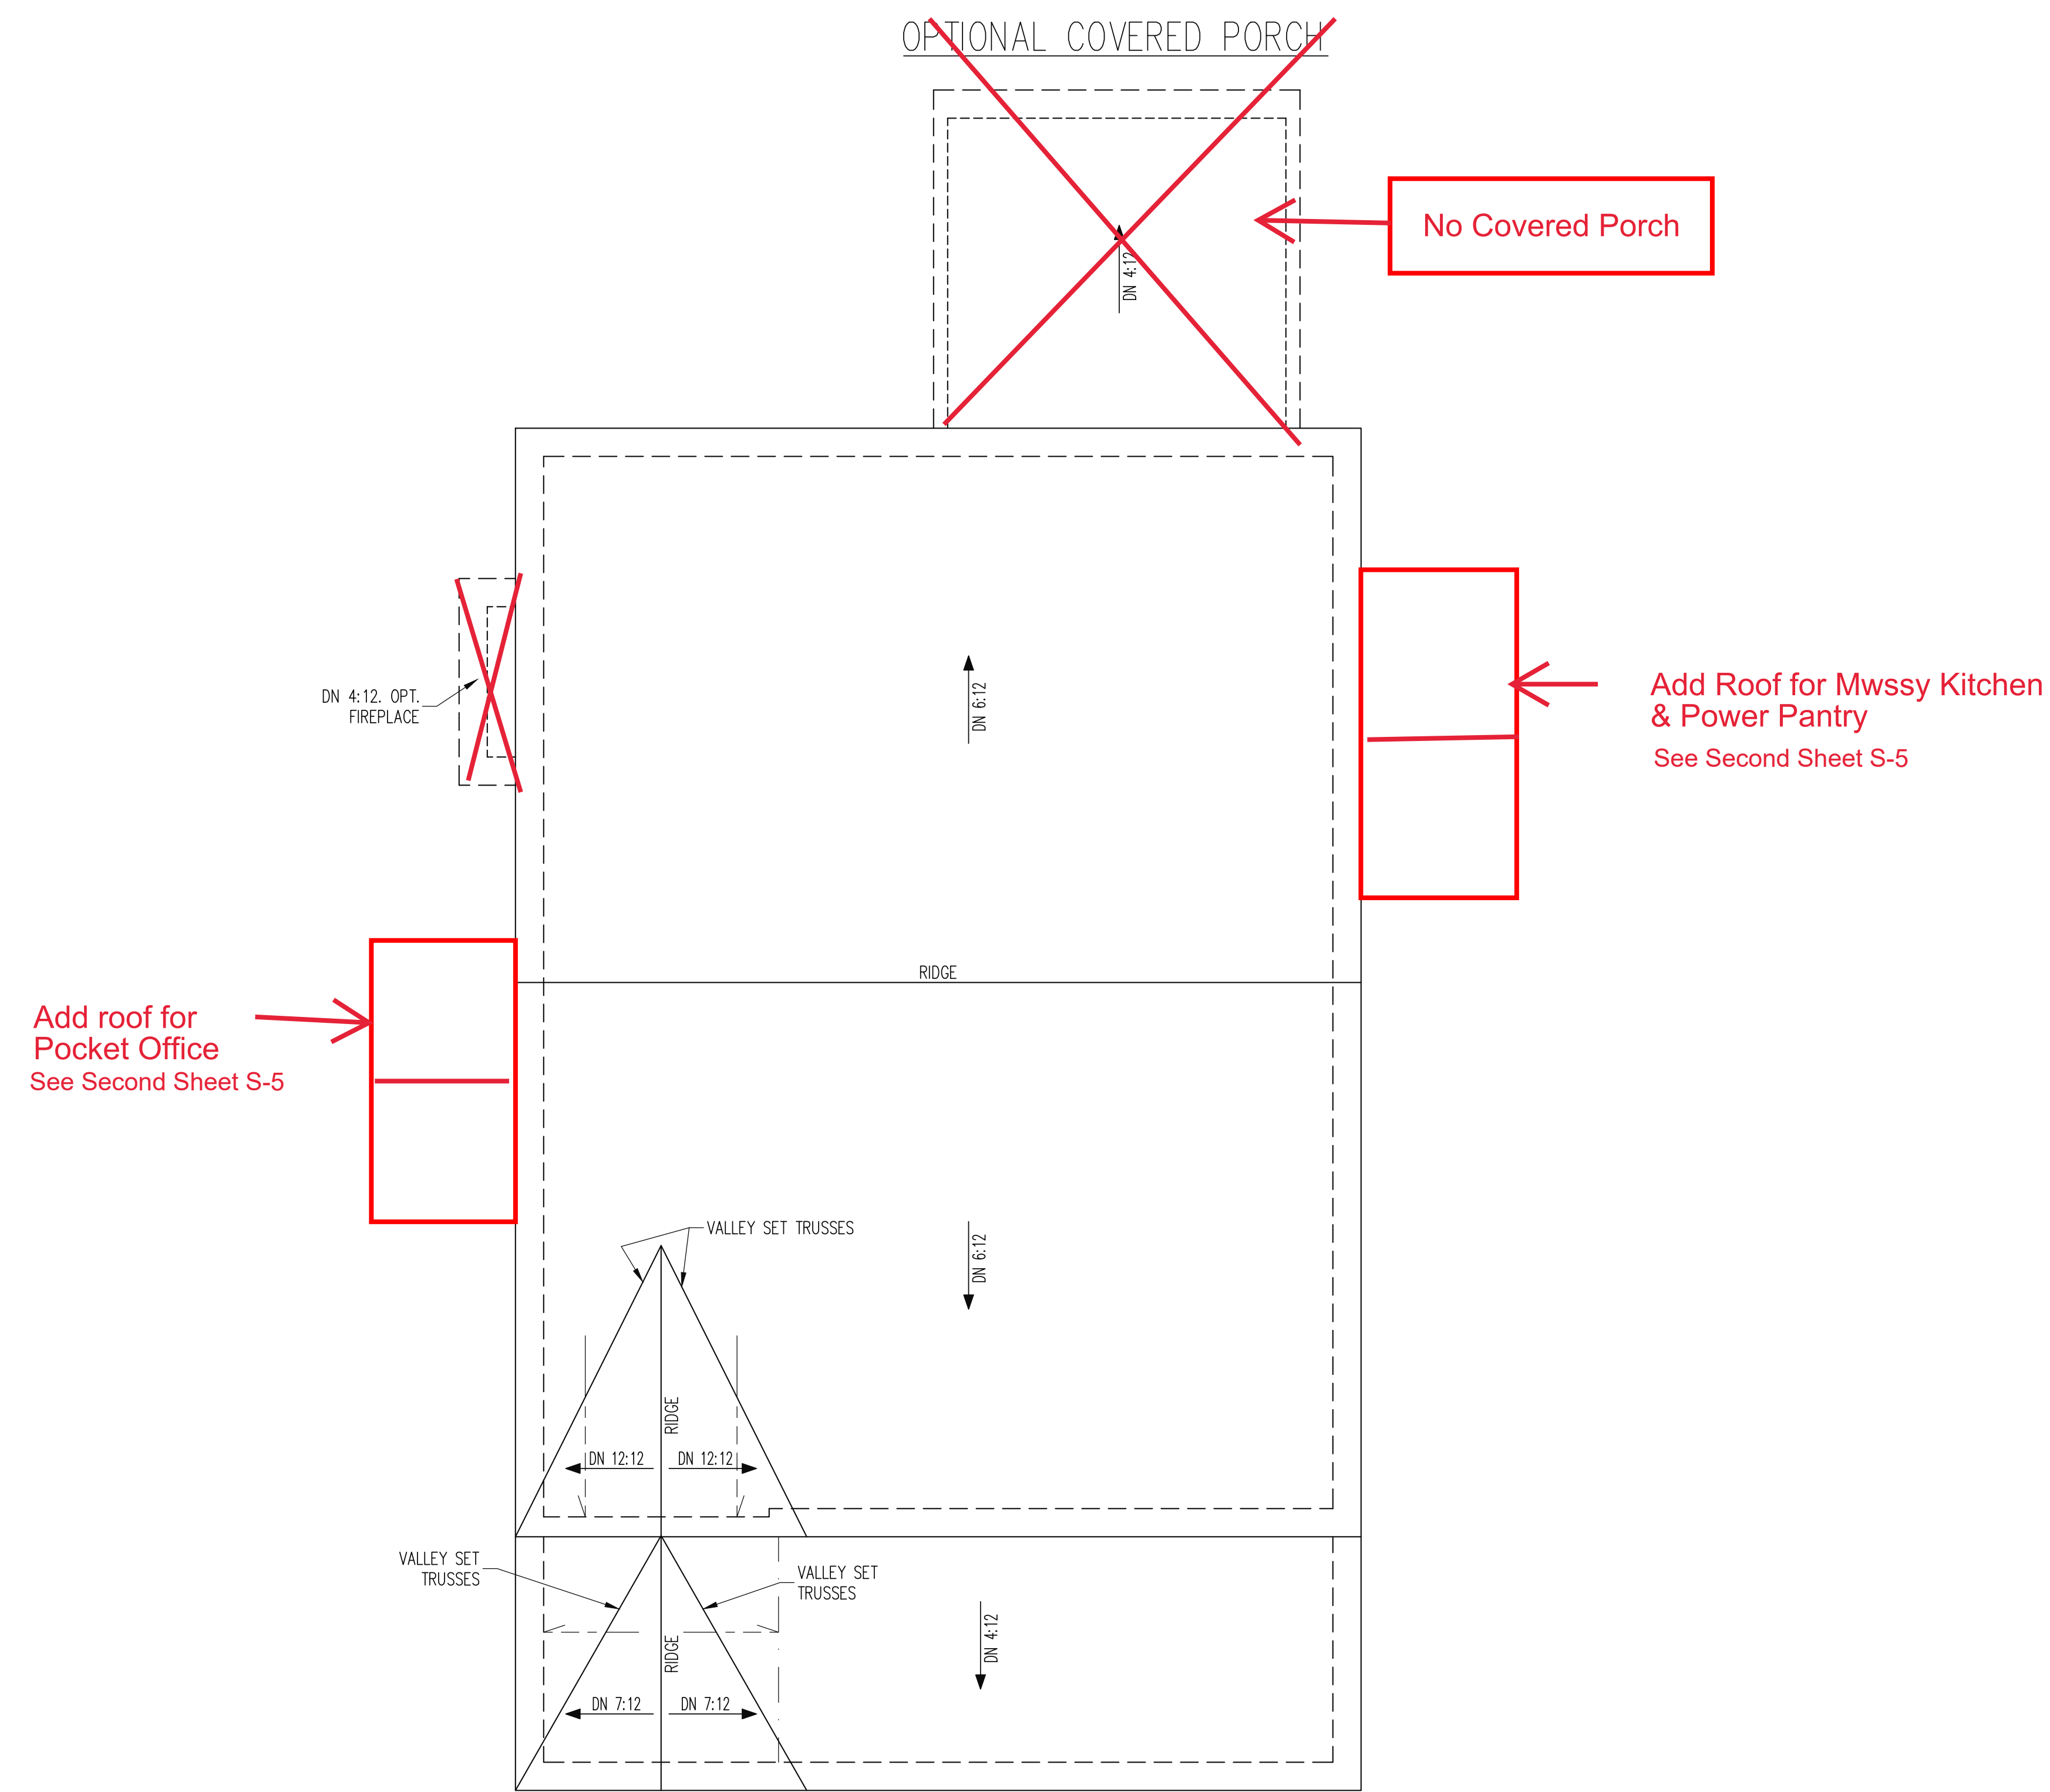 OPTIONAL COVERED PORCH
No Covered Porch
DN 4:12
DN 4:12. OPT.
FIREPLACE
DN 6:12
Add Roof for Mwssy Kitchen
& Power Pantry
See Second Sheet S-5
RIDGE
Add roof for
Pocket Office
See Second Sheet S-5
VALLEY SET TRUSSES
DN 6:12
RIDGE
DN 12:12
DN 12:12
VALLEY SET
TRUSSES
VALLEY SET
TRUSSES
RIDGE
DN 4:12
DN 7:12
DN 7:12